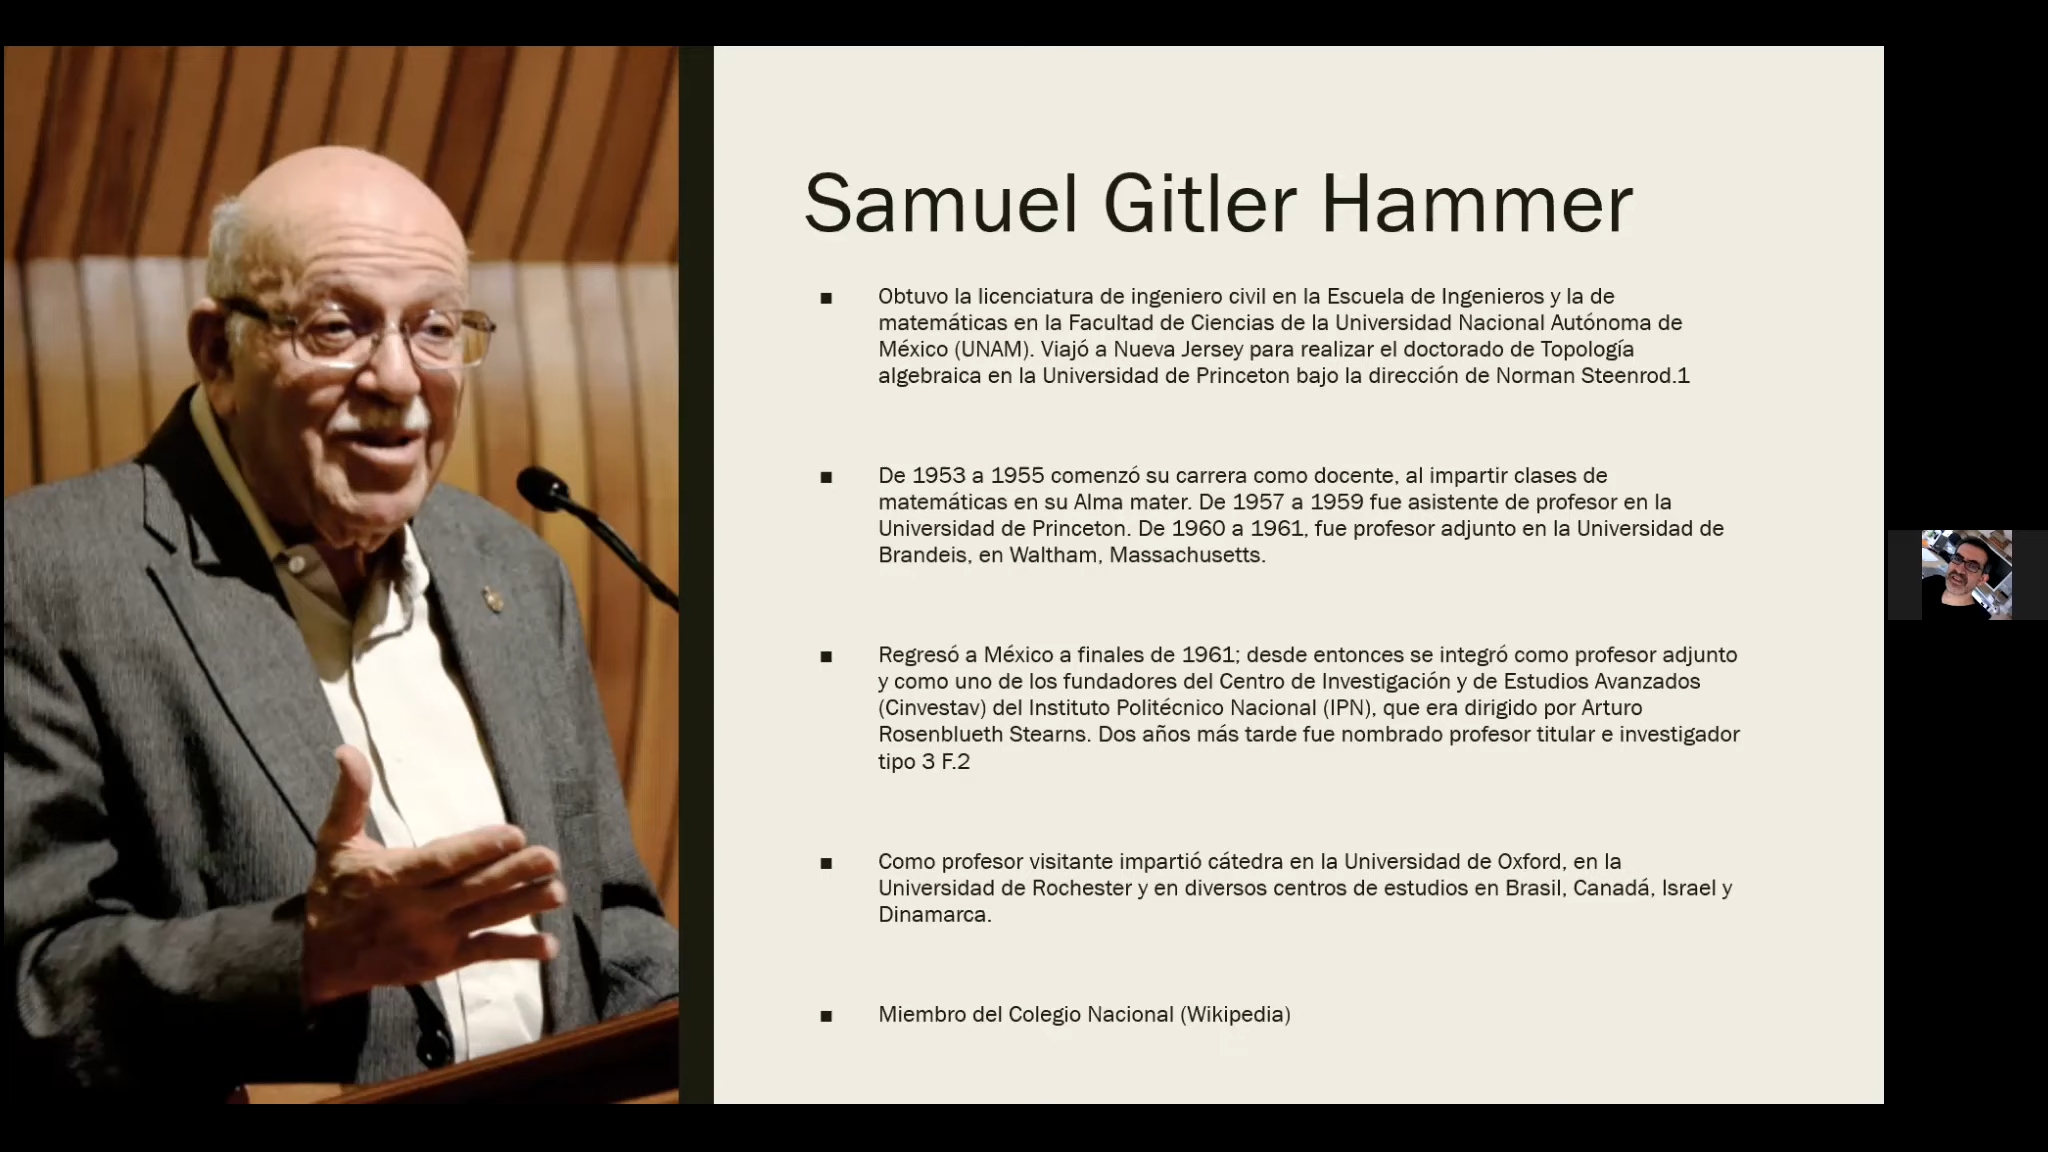 Samuel Gitler Hammer
▪ Obtuvo la licenciatura de ingeniero civil en la Escuela de Ingenieros y la de
matemáticas en la Facultad de Ciencias de la Universidad Nacional Autónoma de
México (UNAM). Viajó a Nueva Jersey para realizar el doctorado de Topología
algebraica en la Universidad de Princeton bajo la dirección de Norman Steenrod.1
▪ De 1953 a 1955 comenzó su carrera como docente, al impartir clases de
matemáticas en su Alma mater. De 1957 a 1959 fue asistente de profesor en la
Universidad de Princeton. De 1960 a 1961, fue profesor adjunto en la Universidad de
Brandeis, en Waltham, Massachusetts.
▪ Regresó a México a finales de 1961; desde entonces se integró como profesor adjunto
y como uno de los fundadores del Centro de Investigación y de Estudios Avanzados
(Cinvestav) del Instituto Politécnico Nacional (IPN), que era dirigido por Arturo
Rosenblueth Stearns. Dos años más tarde fue nombrado profesor titular e investigador
tipo 3 F.2
▪ Como profesor visitante impartió cátedra en la Universidad de Oxford, en la
Universidad de Rochester y en diversos centros de estudios en Brasil, Canadá, Israel y
Dinamarca.
▪ Miembro del Colegio Nacional (Wikipedia)